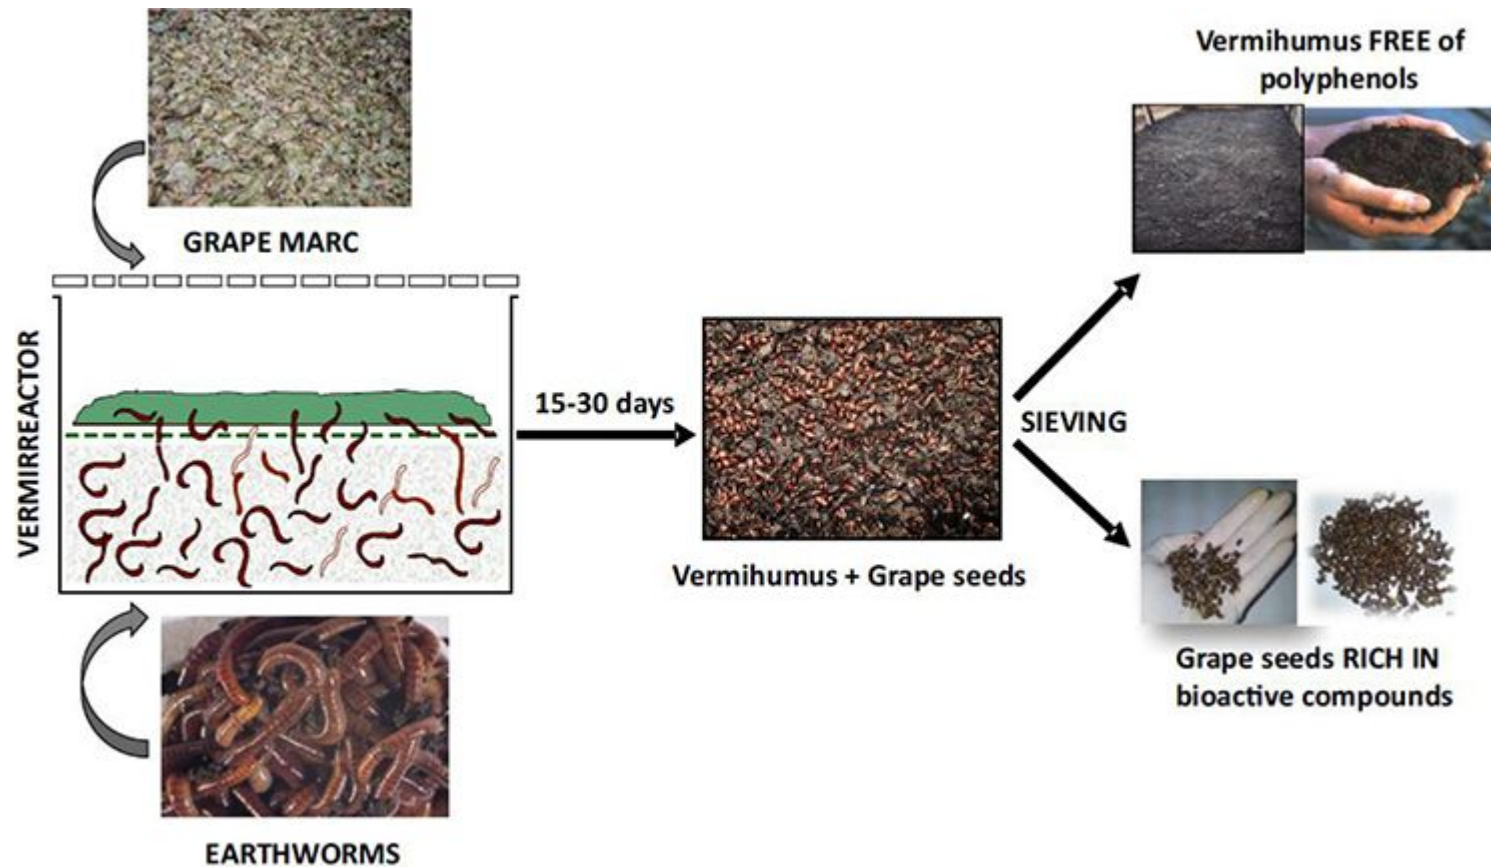 GRAPE MARC
VERMIRREACTOR
EARTHWORMS
15-30 days
Vermihumus + Grape seeds
SIEVING
Vermihumus FREE of
polyphenols
Grape seeds RICH IN
bioactive compounds